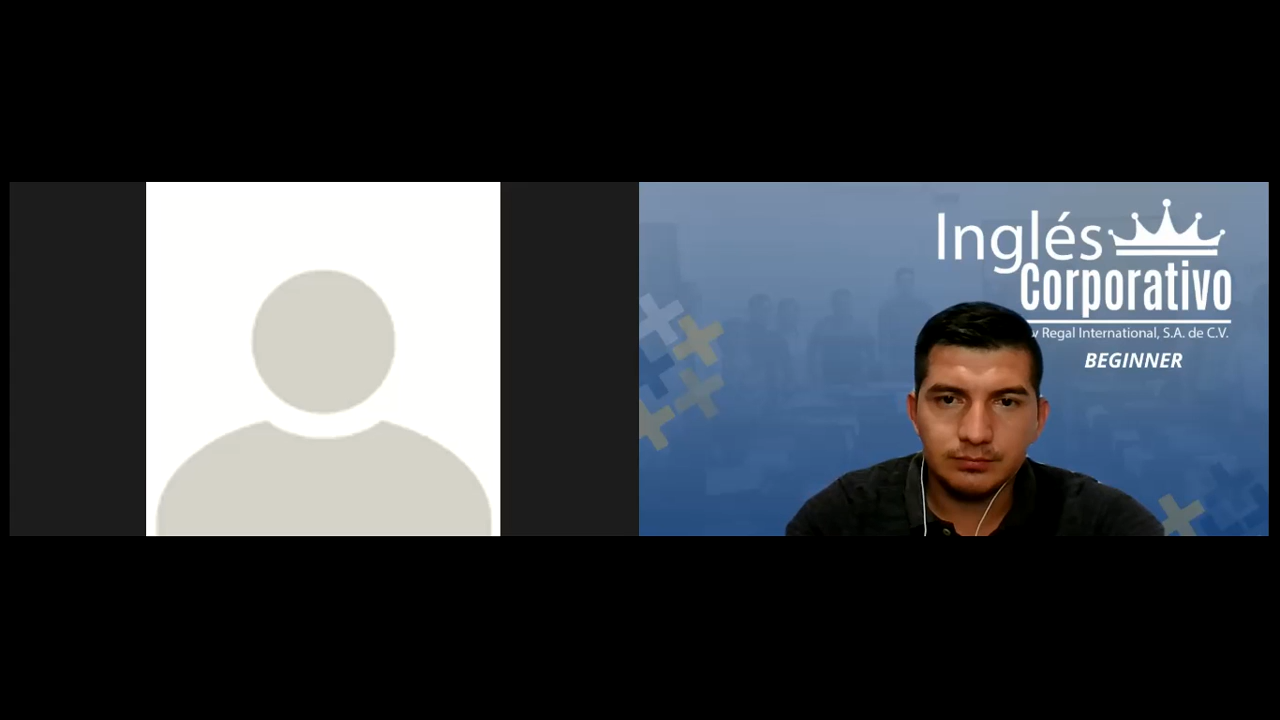 Inglés
Corporativo
Regal International, S.A. de C.V.
BEGINNER